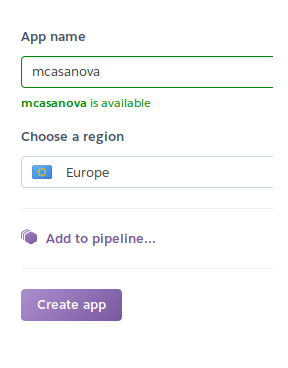 App name
mcasanova
mcasanova is available
Choose a region
Europe
Add to pipeline...
Create app